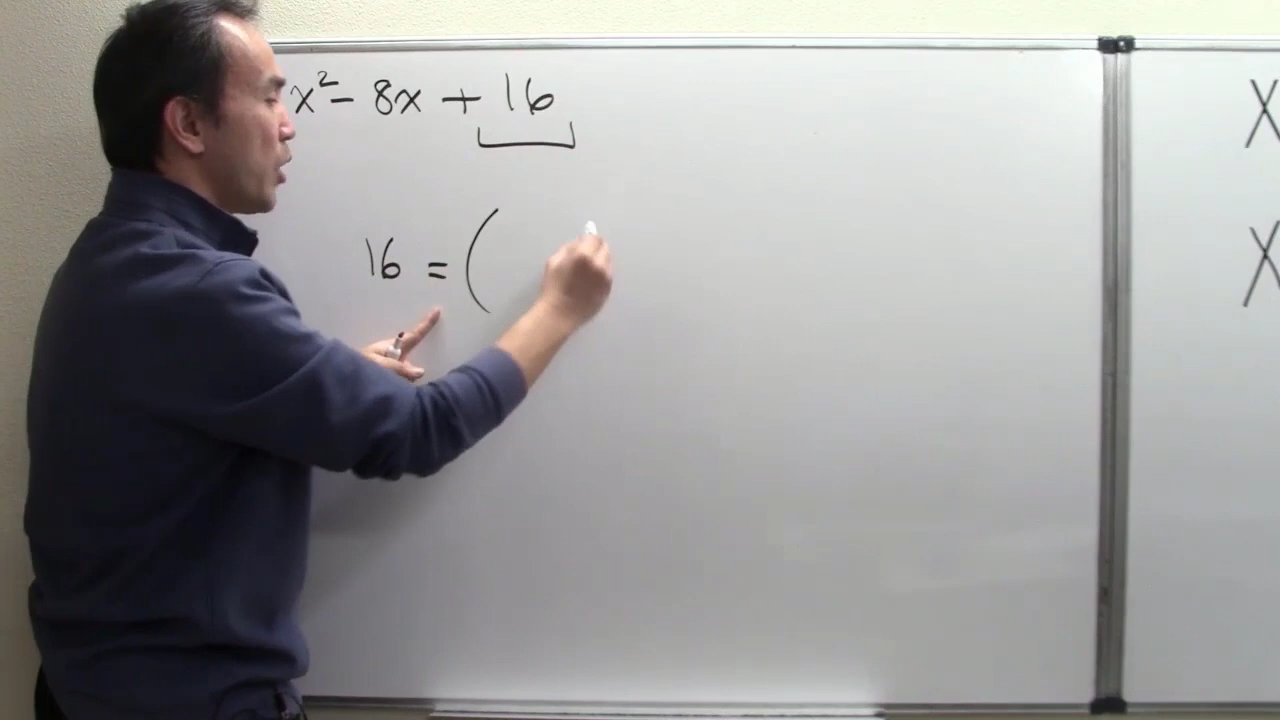 x² - 8x + 16
16 = (
X
X